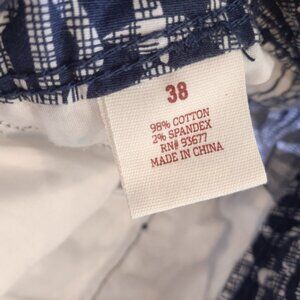 38
98% COTTON
2% SPANDEX
RN# 93677
MADE IN CHINA